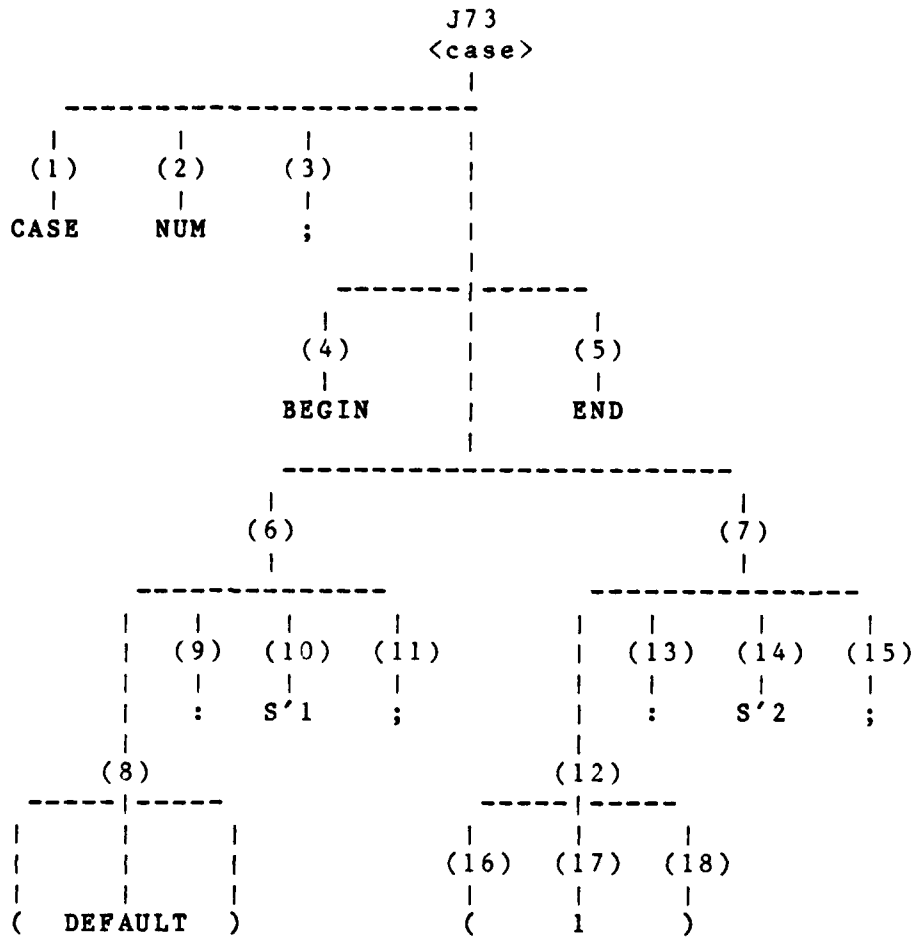 J73
<case>
(1) (2) (3)
CASE NUM ;
(4) (5)
BEGIN END
(6) (7)
(9) (10) (11) (13) (14) (15)
: S'1 ; : S'2 ;
(8) (12)
(16) (17) (18)
( DEFAULT ) ( 1 )